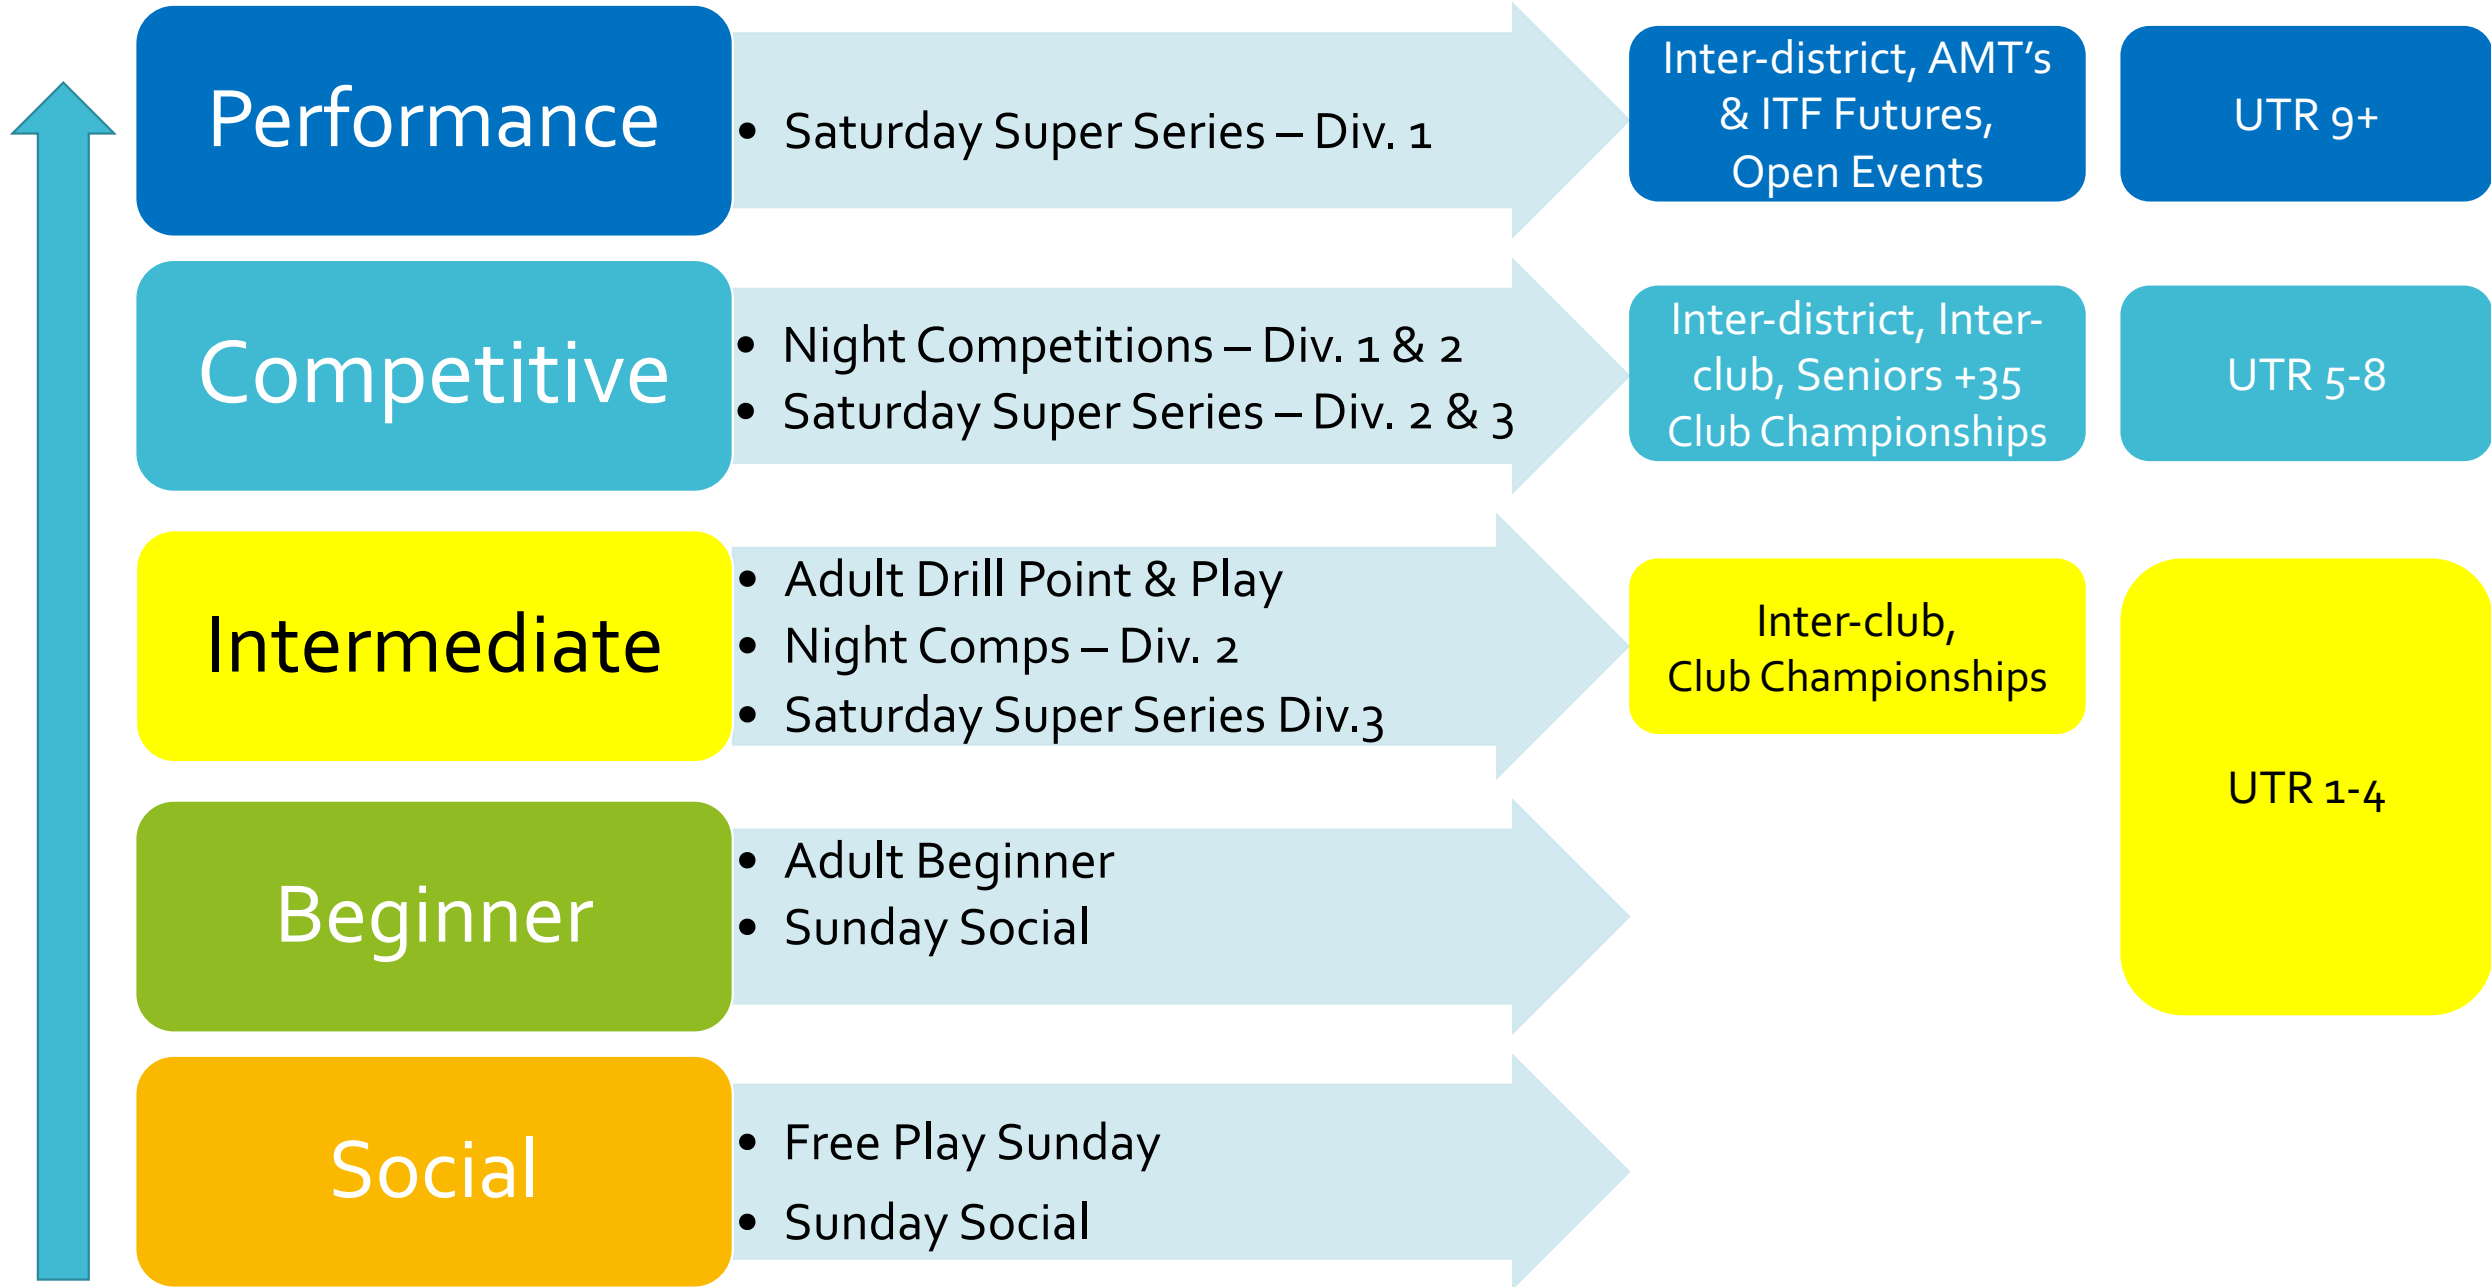 Performance
• Saturday Super Series – Div. 1
Inter-district, AMT's
& ITF Futures,
Open Events
UTR 9+
Competitive
• Night Competitions – Div. 1 & 2
• Saturday Super Series – Div. 2 & 3
Inter-district, Inter-
club, Seniors +35
Club Championships
UTR 5-8
Intermediate
• Adult Drill Point & Play
• Night Comps – Div. 2
• Saturday Super Series Div.3
Inter-club,
Club Championships
UTR 1-4
Beginner
• Adult Beginner
• Sunday Social
Social
• Free Play Sunday
• Sunday Social